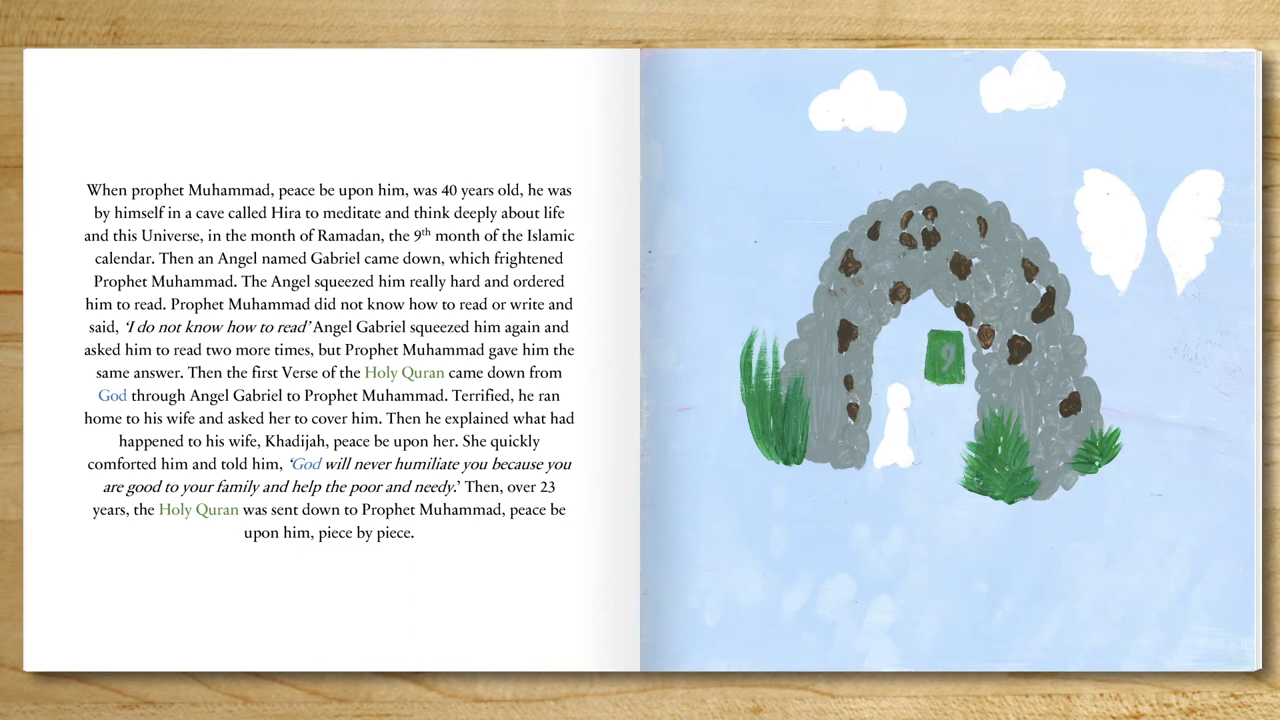 When prophet Muhammad, peace be upon him, was 40 years old, he was
by himself in a cave called Hira to meditate and think deeply about life
and this Universe, in the month of Ramadan, the 9th month of the Islamic
calendar. Then an Angel named Gabriel came down, which frightened
Prophet Muhammad. The Angel squeezed him really hard and ordered
him to read. Prophet Muhammad did not know how to read or write and
said, ‘I do not know how to read’ Angel Gabriel squeezed him again and
asked him to read two more times, but Prophet Muhammad gave him the
same answer. Then the first Verse of the Holy Quran came down from
God through Angel Gabriel to Prophet Muhammad. Terrified, he ran
home to his wife and asked her to cover him. Then he explained what had
happened to his wife, Khadijah, peace be upon her. She quickly
comforted him and told him, ‘God will never humiliate you because you
are good to your family and help the poor and needy.’ Then, over 23
years, the Holy Quran was sent down to Prophet Muhammad, peace be
upon him, piece by piece.
9